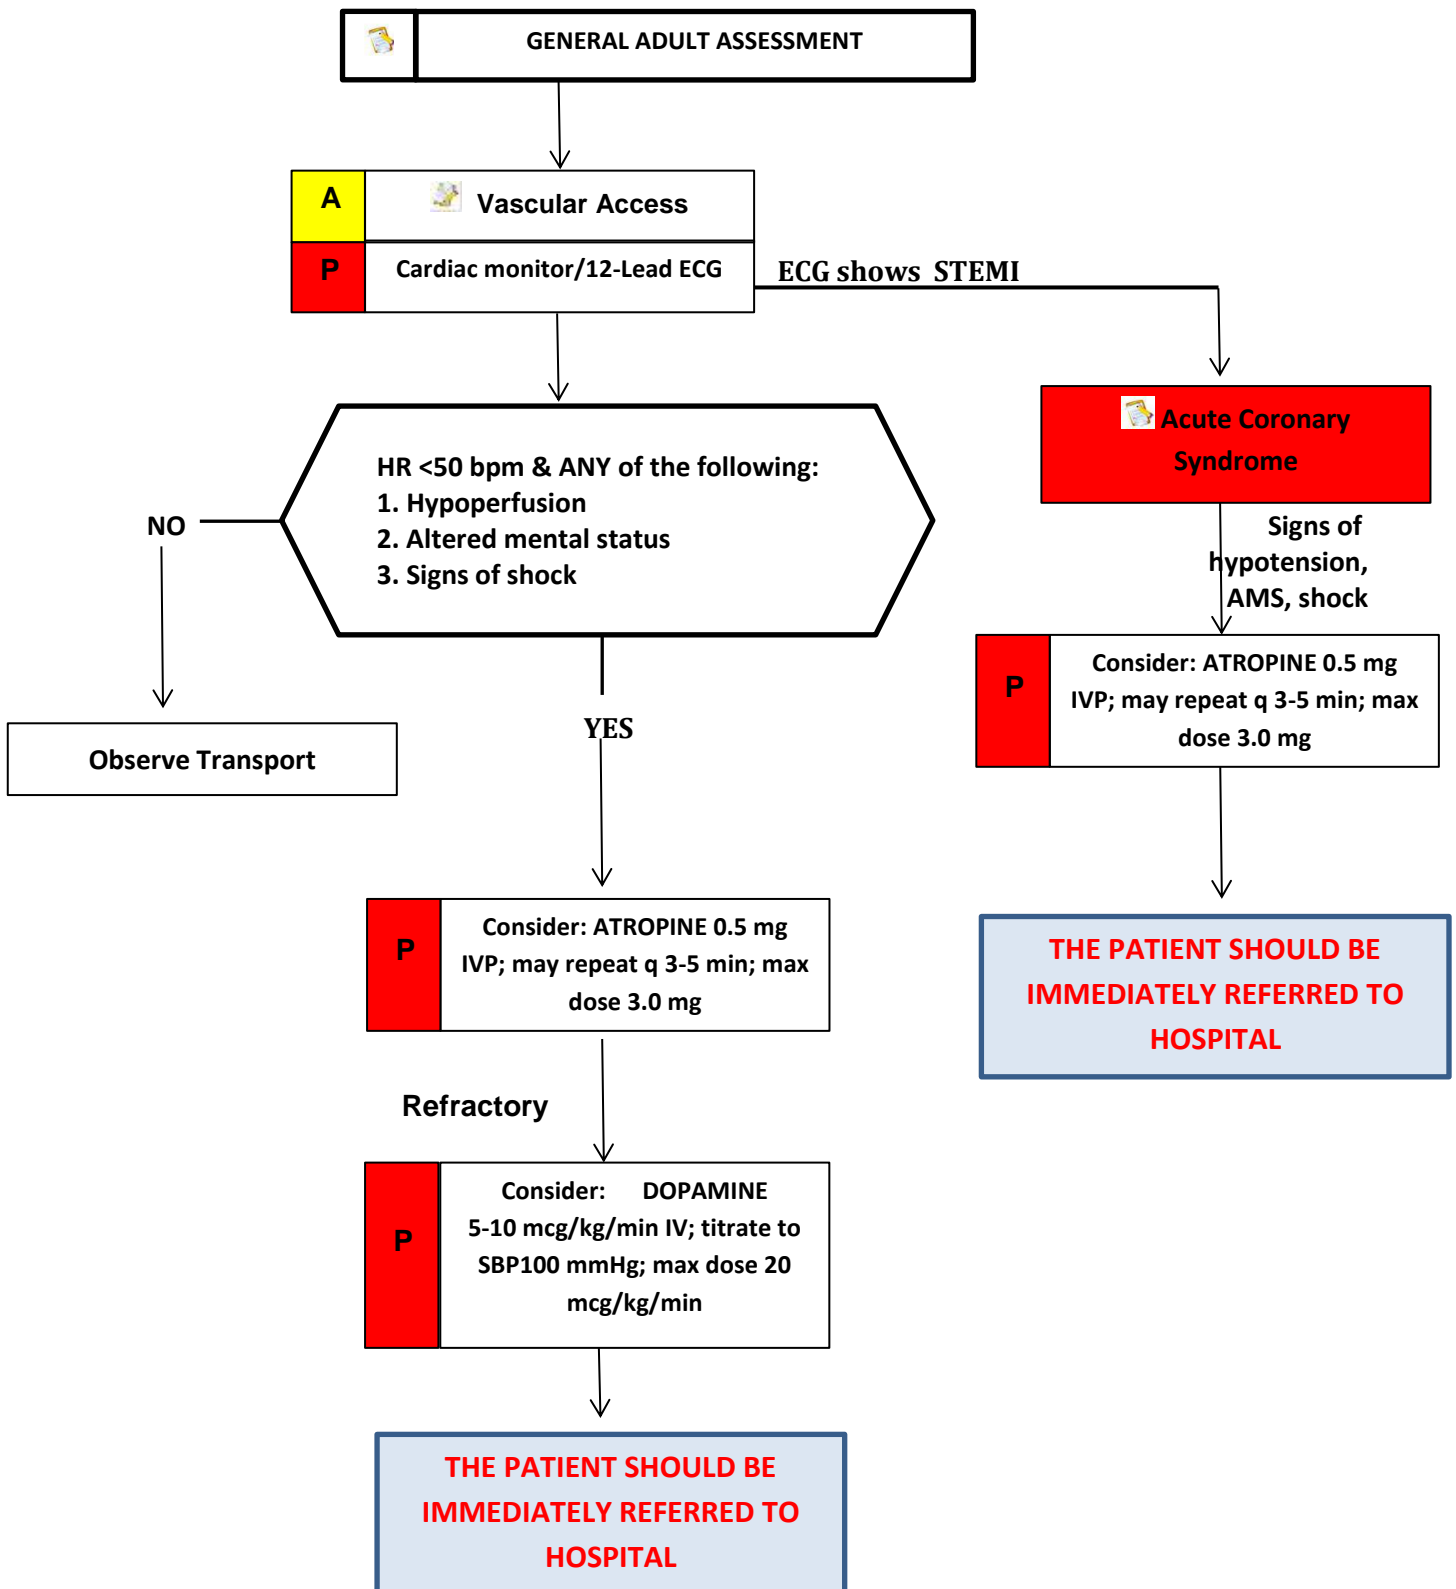 GENERAL ADULT ASSESSMENT
A
Vascular Access
P
Cardiac monitor/12-Lead ECG
ECG shows STEMI
HR <50 bpm & ANY of the following:
1. Hypoperfusion
2. Altered mental status
3. Signs of shock
NO
Observe Transport
YES
Acute Coronary
Syndrome
Signs of
hypotension,
AMS, shock
P
Consider: ATROPINE 0.5 mg
IVP; may repeat q 3-5 min; max
dose 3.0 mg
THE PATIENT SHOULD BE
IMMEDIATELY REFERRED TO
HOSPITAL
P
Consider: ATROPINE 0.5 mg
IVP; may repeat q 3-5 min; max
dose 3.0 mg
Refractory
P
Consider: DOPAMINE
5-10 mcg/kg/min IV; titrate to
SBP100 mmHg; max dose 20
mcg/kg/min
THE PATIENT SHOULD BE
IMMEDIATELY REFERRED TO
HOSPITAL